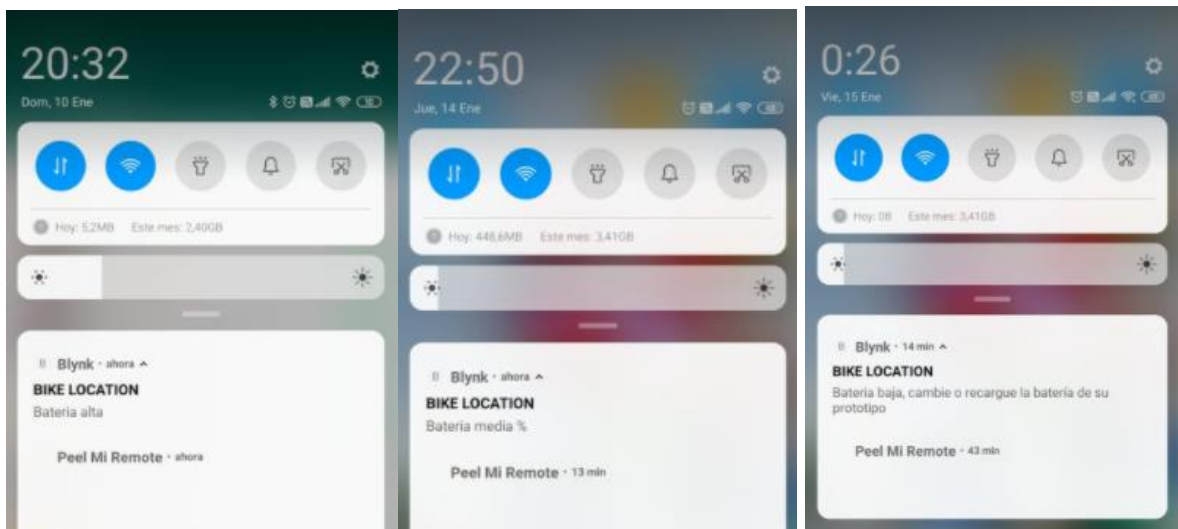 20:32
Dom, 10 Ene
Hoy: 5,2MB Este mes: 2,40GB
Blynk · ahora
BIKE LOCATION
Bateria alta
Peel Mi Remote · ahora
22:50
Jue, 14 Ene
Hoy: 448,6MB Este mes: 3,41GB
Blynk · ahora
BIKE LOCATION
Bateria media %
Peel Mi Remote · 13 min
0:26
Vie, 15 Ene
Hoy: 0B Este mes: 3,41GB
Blynk · 14 min
BIKE LOCATION
Bateria baja, cambie o recargue la batería de su
prototipo
Peel Mi Remote · 43 min